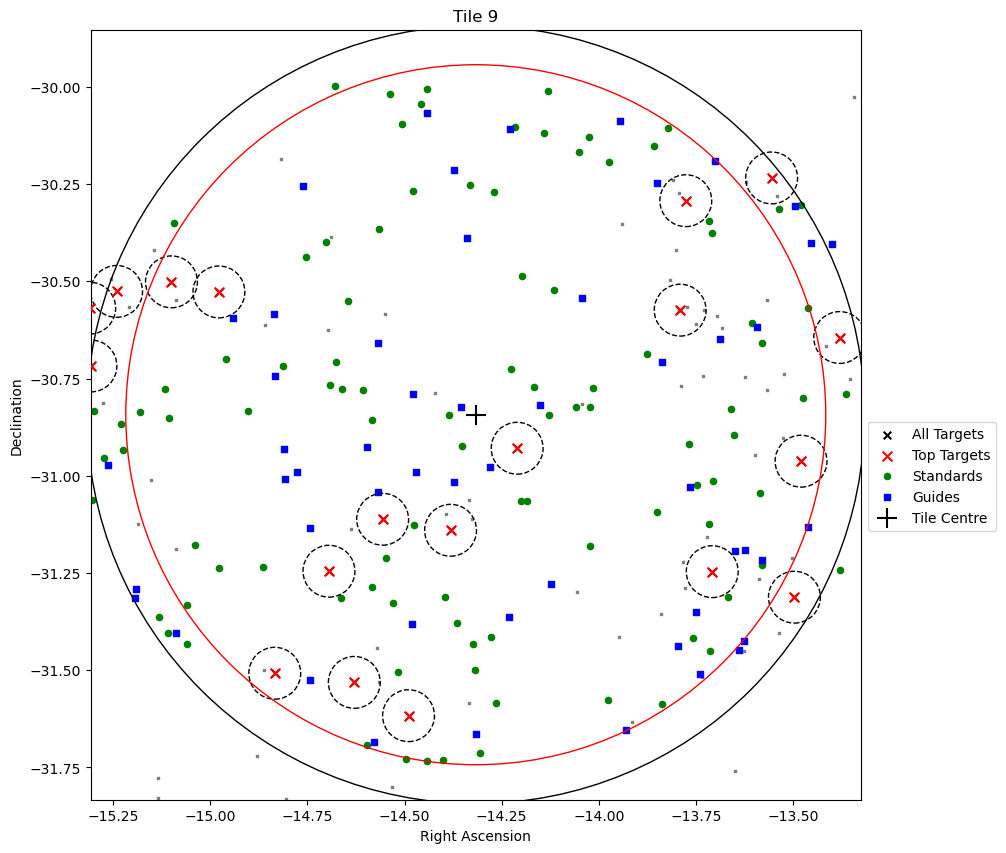 Tile 9
−30.00
−30.25
−30.50
−30.75
−31.00
−31.25
−31.50
−31.75
Declination
−15.25
−15.00
−14.75
−14.50
−14.25
−14.00
−13.75
−13.50
Right Ascension
All Targets
Top Targets
Standards
Guides
Tile Centre